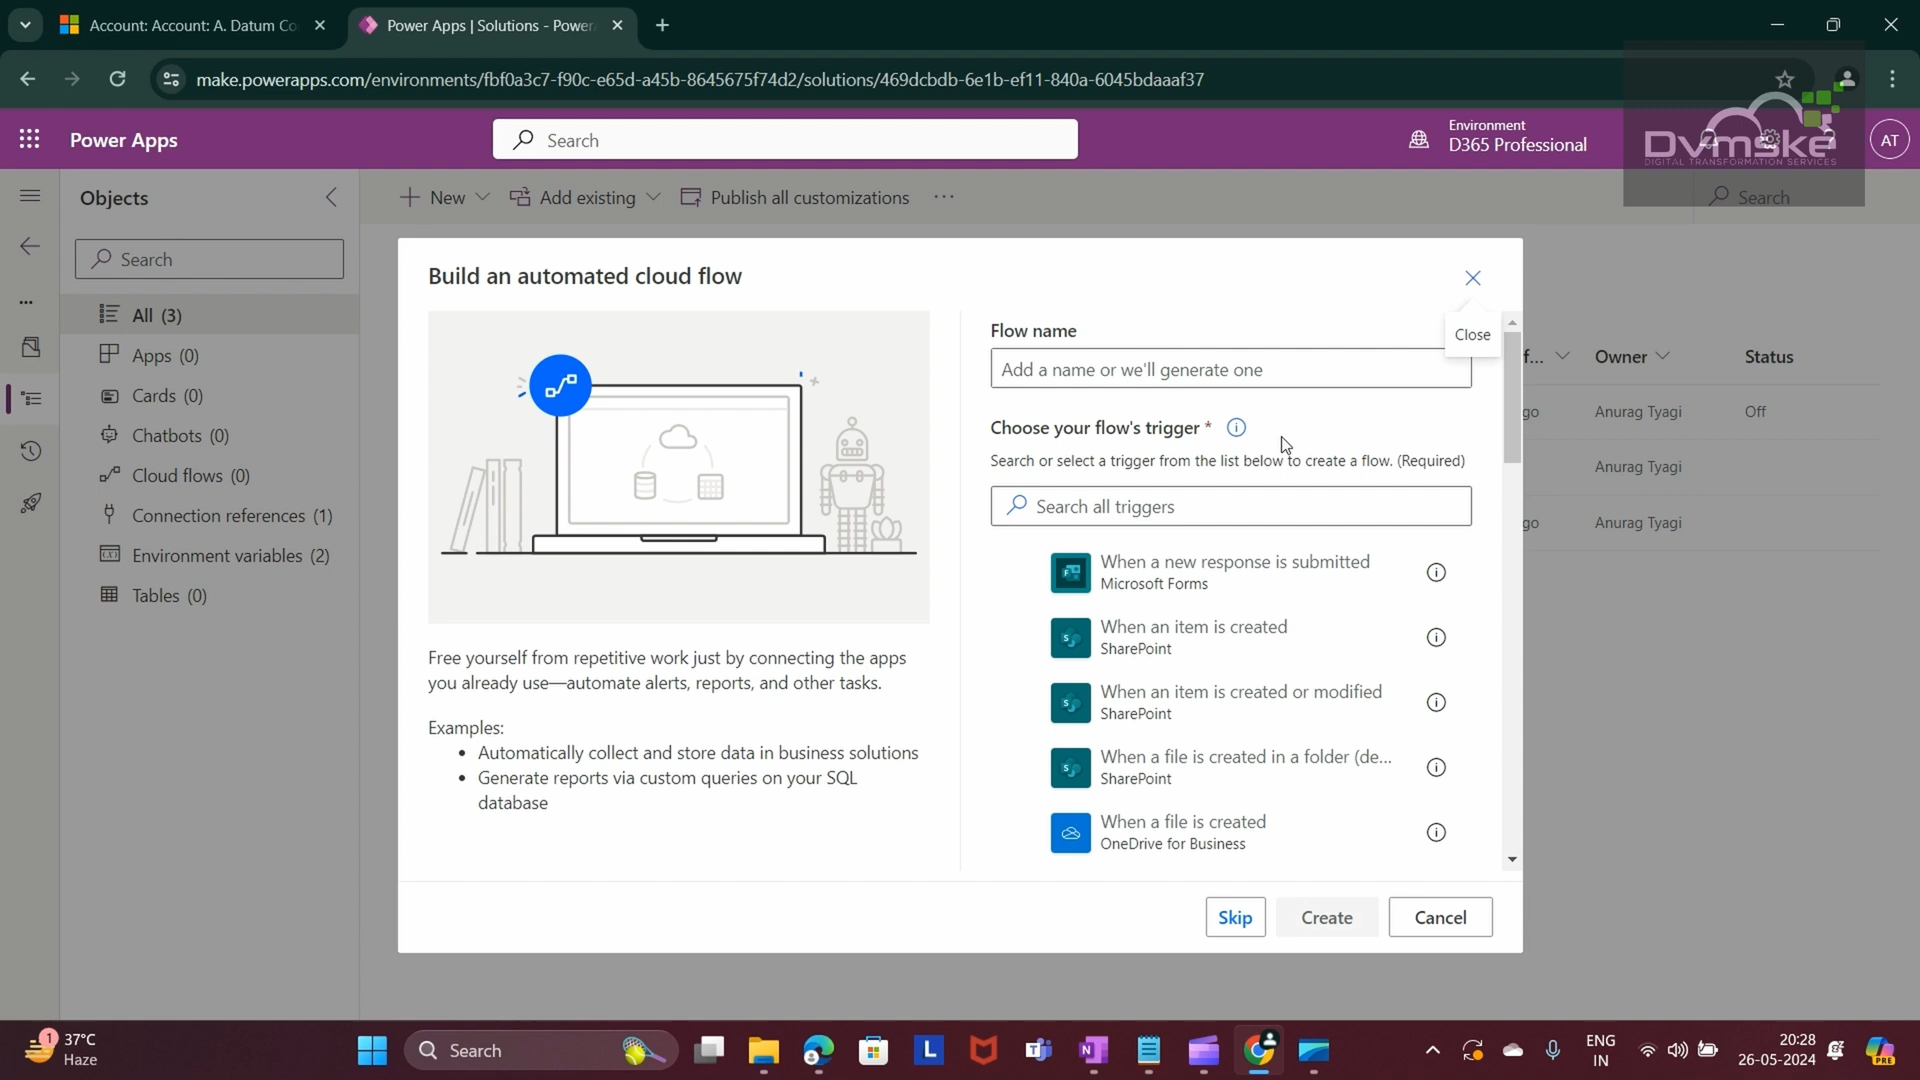 Account: Account: A. Datum Co
Power Apps | Solutions - Power
make.powerapps.com/environments/fbf0a3c7-f90c-e65d-a45b-8645675f74d2/solutions/469dcbdb-6e1b-ef11-840a-6045bdaaaf37
Power Apps
Search
Environment
D365 Professional
Dvmske
DIGITAL TRANSFORMATION SERVICES
AT
Objects
New
Add existing
Publish all customizations
Search
Search
All (3)
Apps (0)
Cards (0)
Chatbots (0)
Cloud flows (0)
Connection references (1)
Environment variables (2)
Tables (0)
f...
Owner
Status
go
Anurag Tyagi
Off
Anurag Tyagi
go
Anurag Tyagi
Build an automated cloud flow
Close
Free yourself from repetitive work just by connecting the apps
you already use—automate alerts, reports, and other tasks.
Examples:
• Automatically collect and store data in business solutions
• Generate reports via custom queries on your SQL
database
Flow name
Add a name or we'll generate one
Choose your flow's trigger *
Search or select a trigger from the list below to create a flow. (Required)
Search all triggers
When a new response is submitted
Microsoft Forms
When an item is created
SharePoint
When an item is created or modified
SharePoint
When a file is created in a folder (de...
SharePoint
When a file is created
OneDrive for Business
Skip
Create
Cancel
1
37°C
Haze
Search
ENG
IN
20:28
26-05-2024
PRE